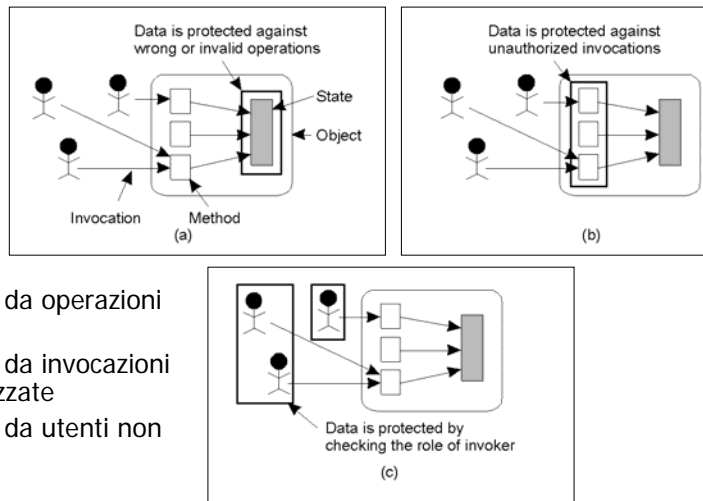 Data is protected against
wrong or invalid operations
State
Object
Invocation
Method
(a)
Data is protected against
unauthorized invocations
(b)
da operazioni
da invocazioni
zzate
da utenti non
Data is protected by
checking the role of invoker
(c)